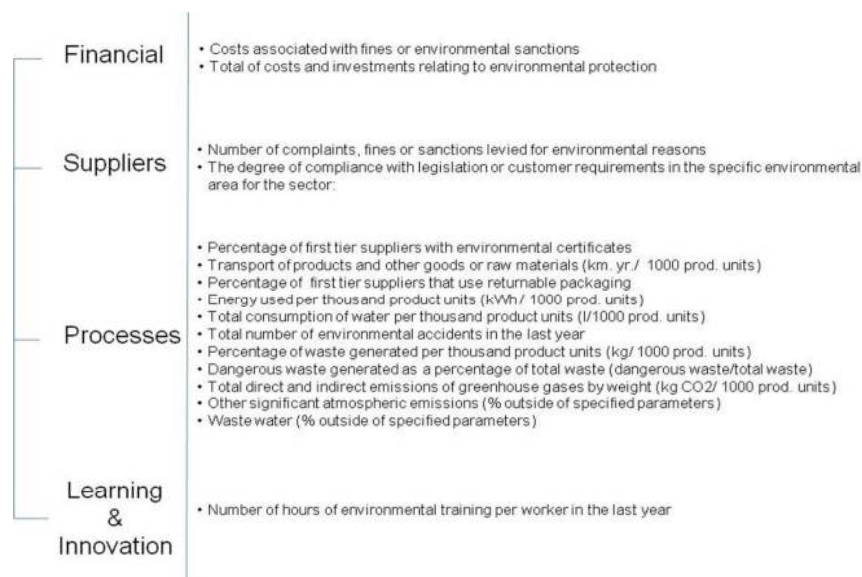 Financial
• Costs associated with fines or environmental sanctions
• Total of costs and investments relating to environmental protection
Suppliers
• Number of complaints, fines or sanctions levied for environmental reasons
• The degree of compliance with legislation or customer requirements in the specific environmental
area for the sector:
Processes
• Percentage of first tier suppliers with environmental certificates
• Transport of products and other goods or raw materials (km. yr./ 1000 prod. units)
• Percentage of first tier suppliers that use returnable packaging
• Energy used per thousand product units (kWh/ 1000 prod. units)
• Total consumption of water per thousand product units (l/1000 prod. units)
• Total number of environmental accidents in the last year
• Percentage of waste generated per thousand product units (kg/ 1000 prod. units)
• Dangerous waste generated as a percentage of total waste (dangerous waste/total waste)
• Total direct and indirect emissions of greenhouse gases by weight (kg CO2/ 1000 prod. units)
• Other significant atmospheric emissions (% outside of specified parameters)
• Waste water (% outside of specified parameters)
Learning
&
Innovation
• Number of hours of environmental training per worker in the last year